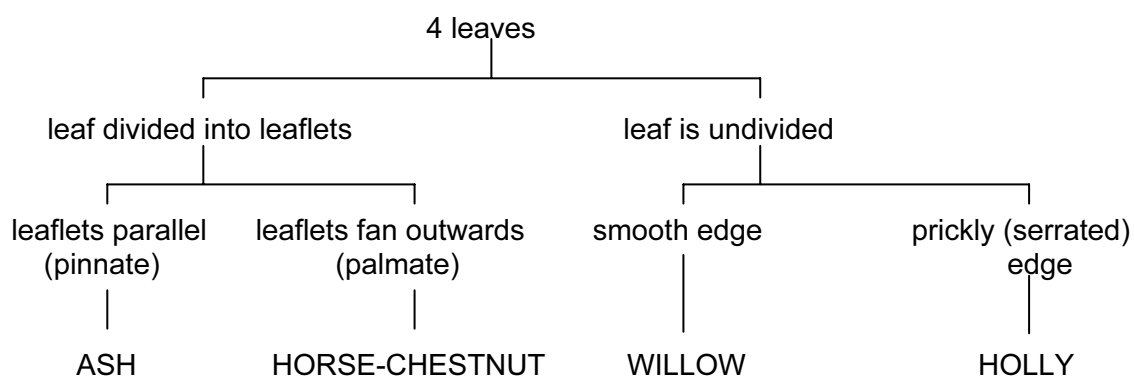 4 leaves
leaf divided into leaflets
leaf is undivided
leaflets parallel
(pinnate)
leaflets fan outwards
(palmate)
smooth edge
prickly (serrated)
edge
ASH
HORSE-CHESTNUT
WILLOW
HOLLY